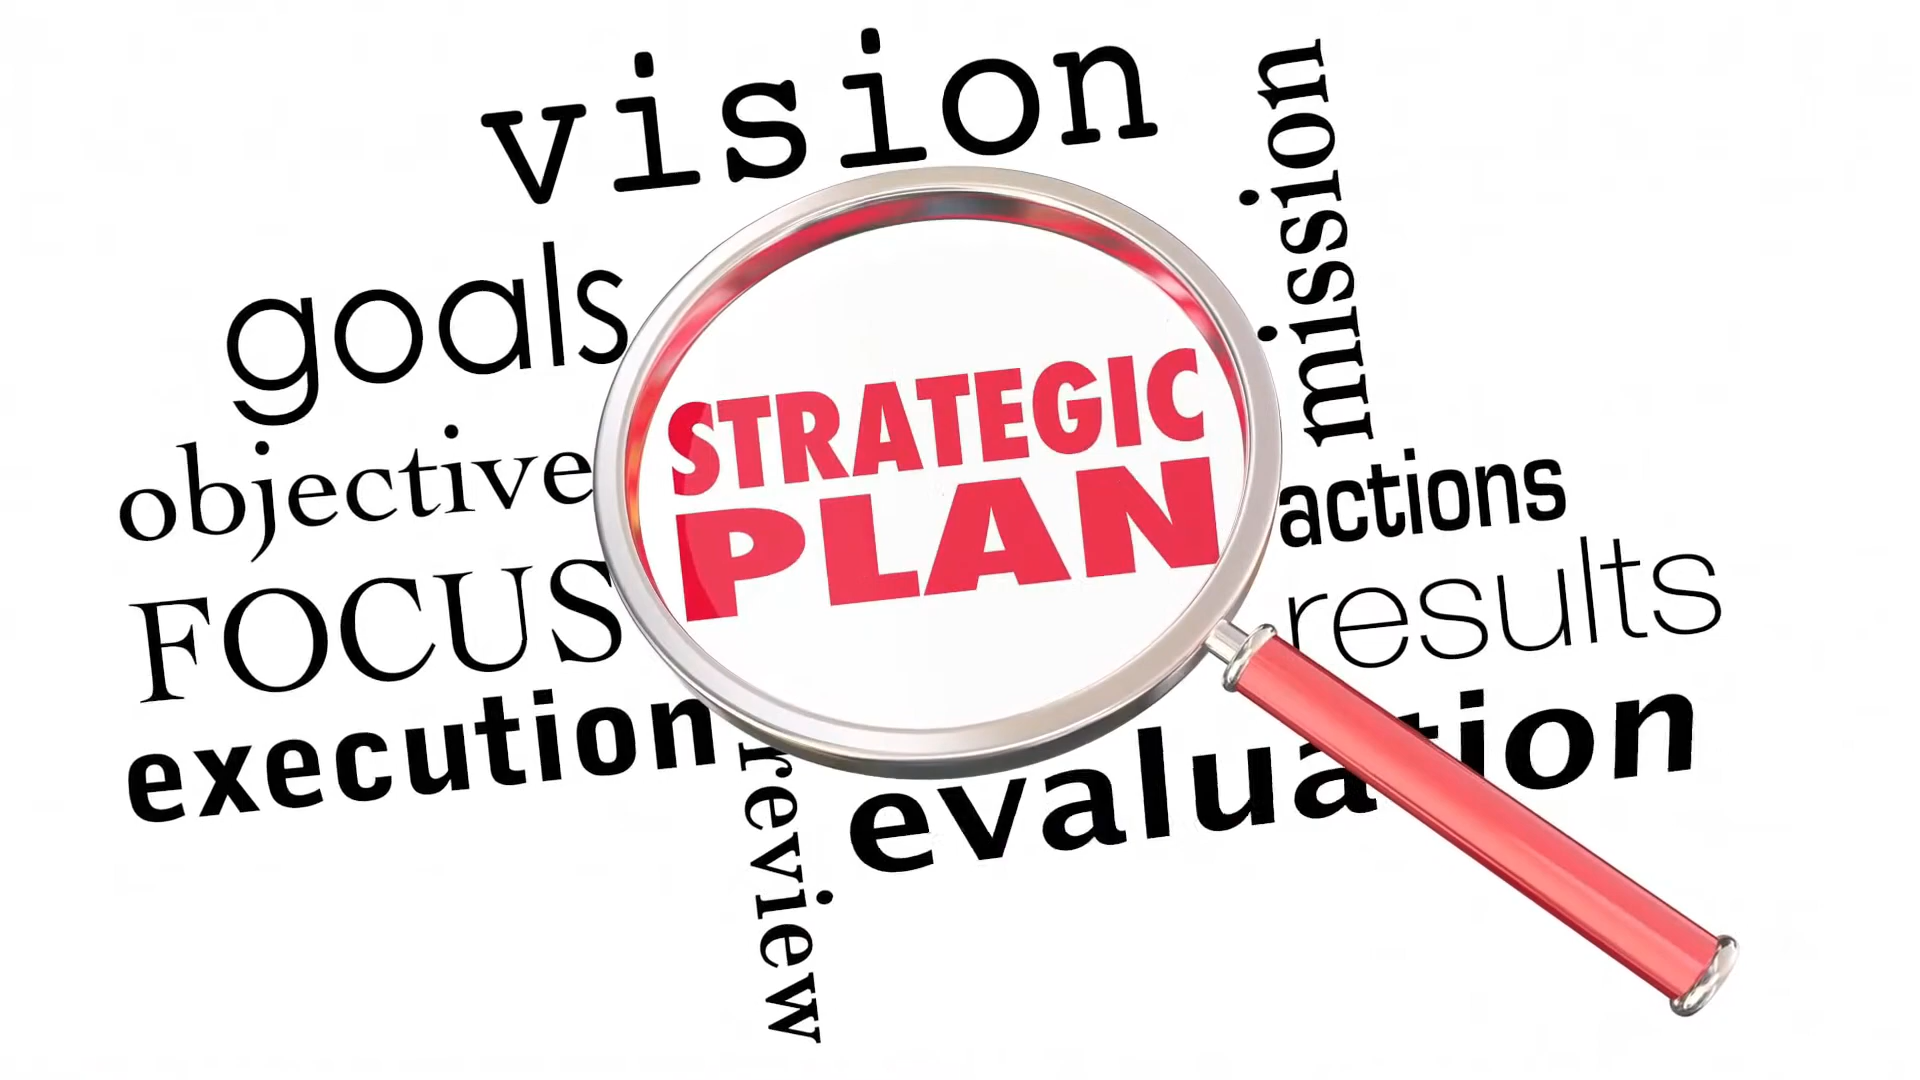 vision
mission
goals
STRATEGIC
PLAN
objective
actions
FOCUS
results
execution
evaluation
review